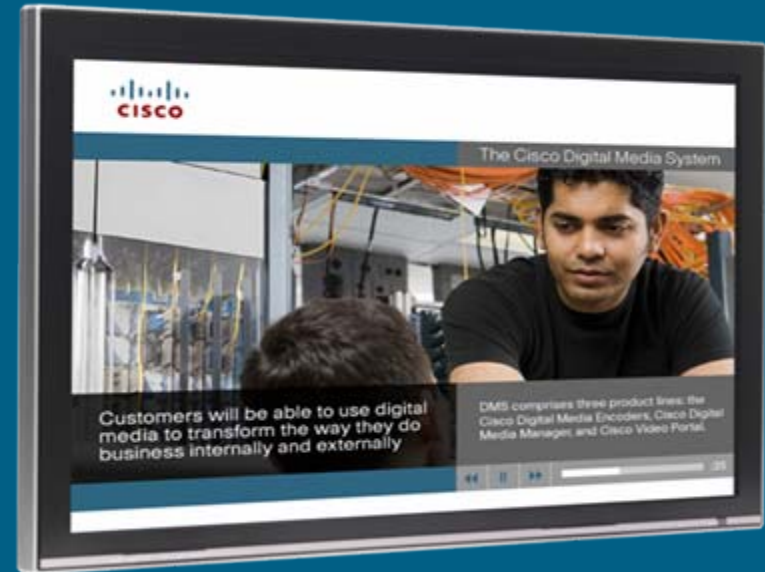 CISCO
The Cisco Digital Media System
Customers will be able to use digital
media to transform the way they do
business internally and externally
DMS comprises three product lines: the
Cisco Digital Media Encoders, Cisco Digital
Media Manager, and Cisco Video Portal.
:35